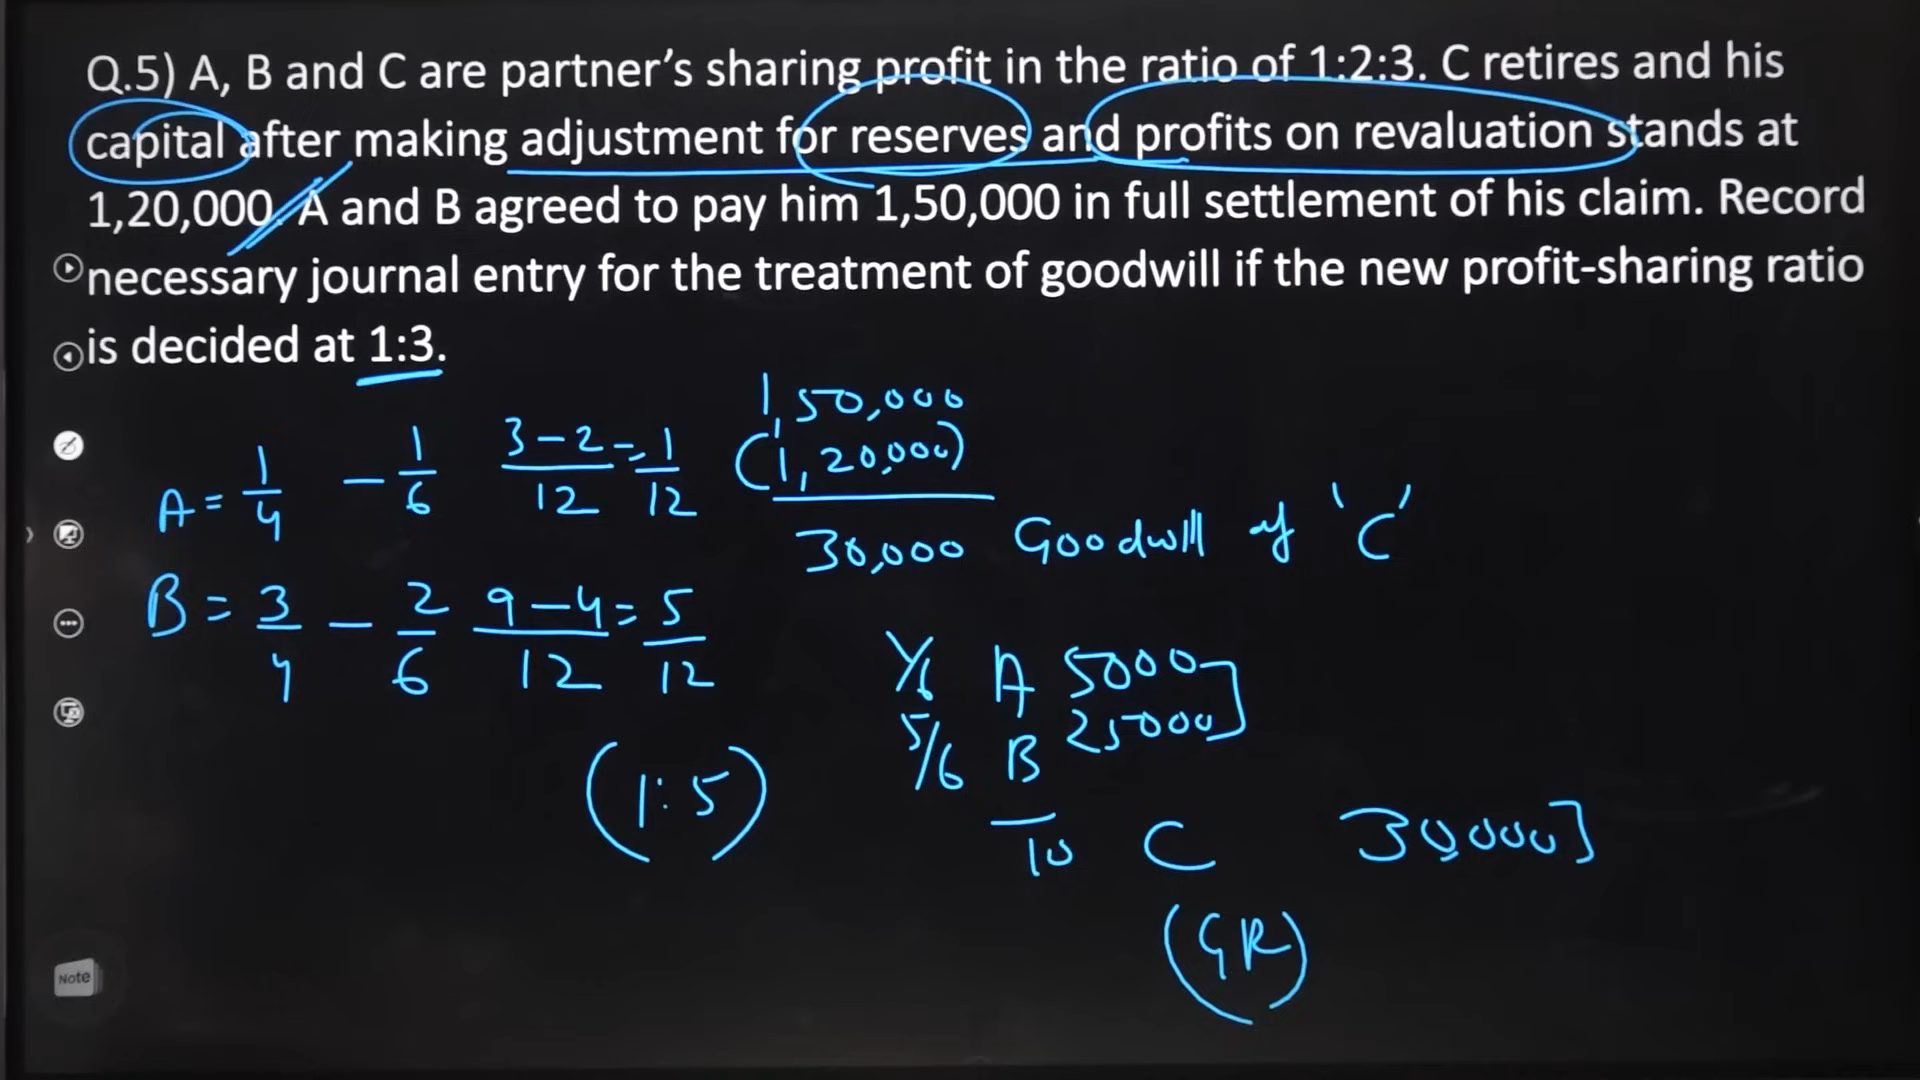 Q.5) A, B and C are partner's sharing profit in the ratio of 1:2:3. C retires and his
capital after making adjustment for reserves and profits on revaluation stands at
1,20,000. A and B agreed to pay him 1,50,000 in full settlement of his claim. Record
necessary journal entry for the treatment of goodwill if the new profit-sharing ratio
is decided at 1:3.
A = 1/4 - 1/6 3-2/12 = 1/12
B = 3/4 - 2/6 9-4/12 = 5/12
(1:5)
1,50,000
(1,20,000)
30,000 Goodwill of 'C'
1/6 A 5000
5/6 B 25000]
To C 30,000]
(GR)
Note